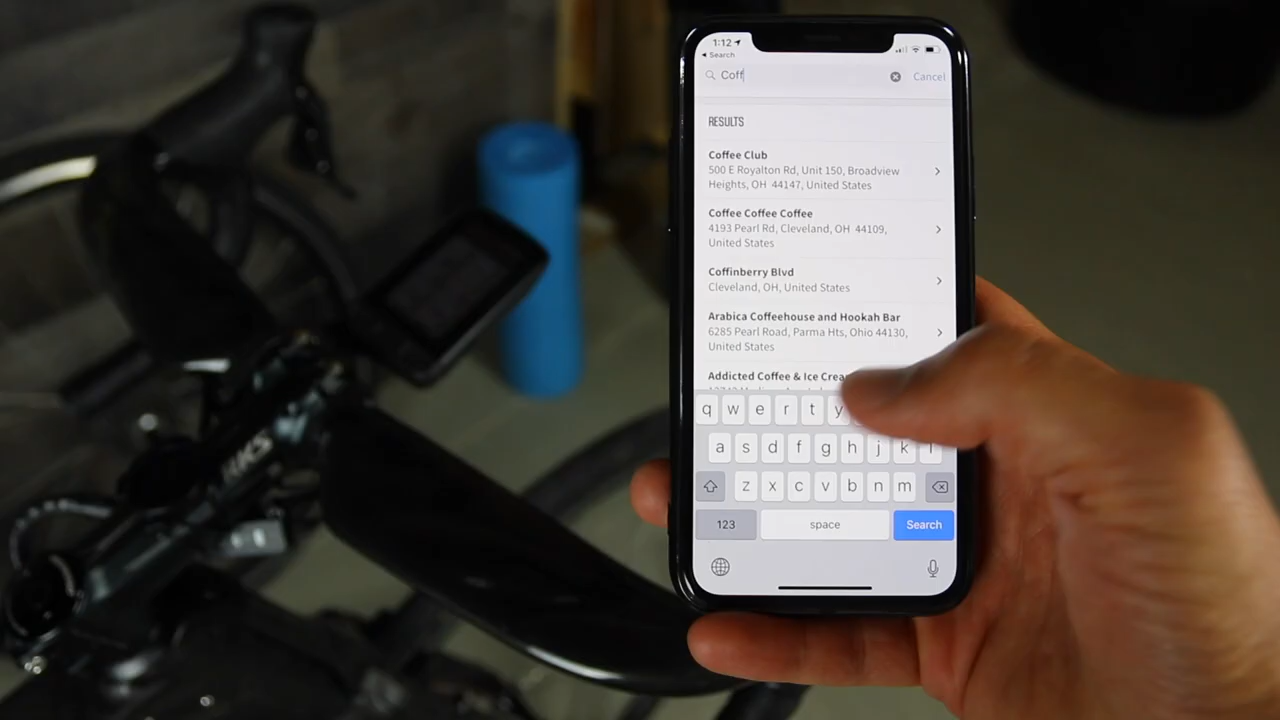 1:12
Search
Coff
Cancel
RESULTS
Coffee Club
500 E Royalton Rd, Unit 150, Broadview
Heights, OH 44147, United States
Coffee Coffee Coffee
4193 Pearl Rd, Cleveland, OH 44109,
United States
Coffinberry Blvd
Cleveland, OH, United States
Arabica Coffeehouse and Hookah Bar
6285 Pearl Road, Parma Hts, Ohio 44130,
United States
Addicted Coffee & Ice
q w e r t y
a s d f g h j k l
z x c v b n m
123 space Search